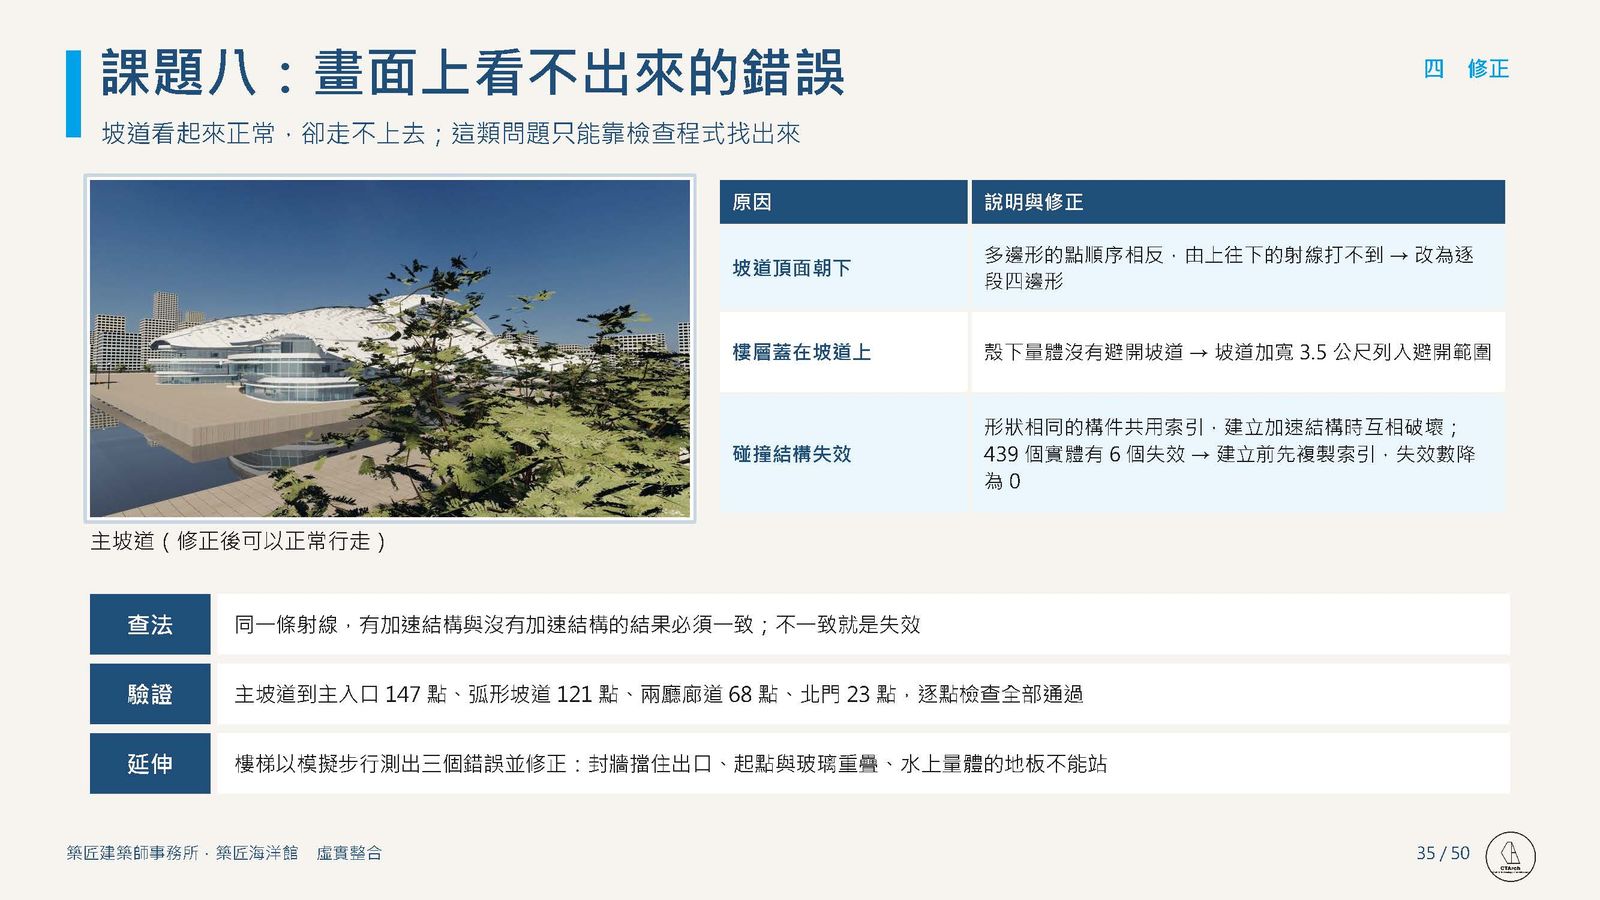 課題八：畫面上看不出來的錯誤
四　修正
坡道看起來正常，卻走不上去；這類問題只能靠檢查程式找出來
主坡道（修正後可以正常行走）
原因
說明與修正
坡道頂面朝下
多邊形的點順序相反，由上往下的射線打不到 → 改為逐
段四邊形
樓層蓋在坡道上
殼下量體沒有避開坡道 → 坡道加寬 3.5 公尺列入避開範圍
碰撞結構失效
形狀相同的構件共用索引，建立加速結構時互相破壞；
439 個實體有 6 個失效 → 建立前先複製索引，失效數降
為 0
查法
同一條射線，有加速結構與沒有加速結構的結果必須一致；不一致就是失效
驗證
主坡道到主入口 147 點、弧形坡道 121 點、兩廳廊道 68 點、北門 23 點，逐點檢查全部通過
延伸
樓梯以模擬步行測出三個錯誤並修正：封牆擋住出口、起點與玻璃重疊、水上量體的地板不能站
築匠建築師事務所．築匠海洋館　虛實整合
35 / 50
CTArch